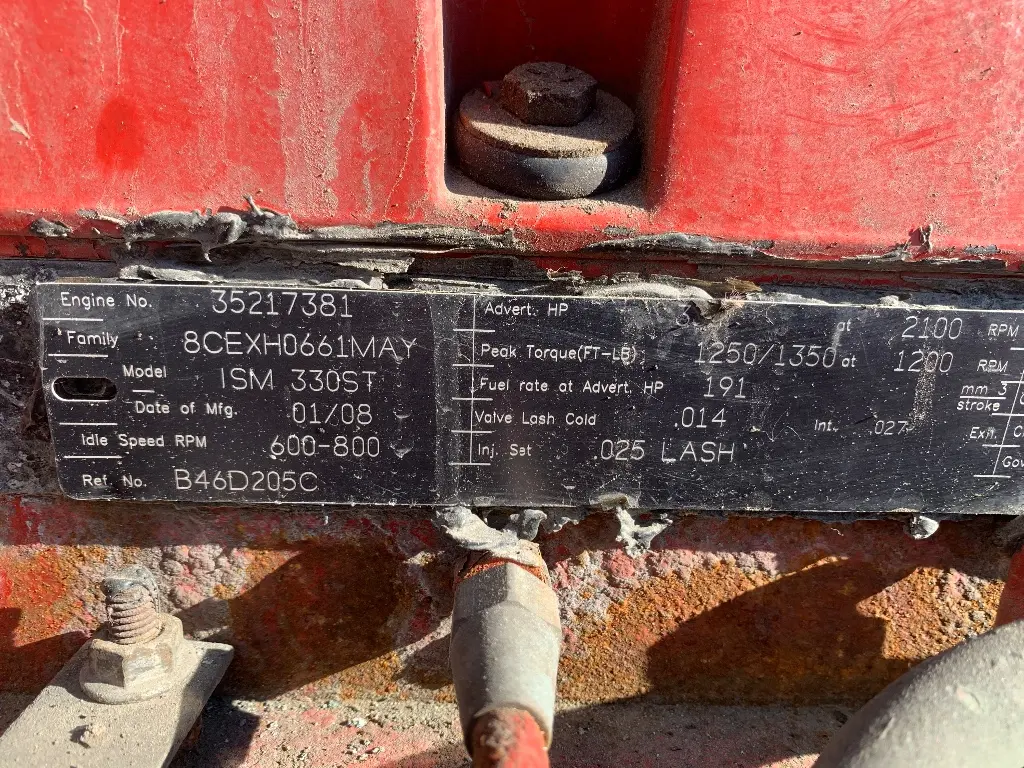 Engine No. 35217381
Family 8CEXH0661MAY
Model ISM 330ST
Date of Mfg. 01/08
Idle Speed RPM 600-800
Ref. No. B46D205C
Advert. HP at 2100 RPM
Peak Torque(FT-LB) 1250/1350 at 1200 RPM
Fuel rate at Advert. HP 191 mm 3 stroke
Valve Lash Cold .014 Int. .027 Exh.
Inj. Set .025 LASH